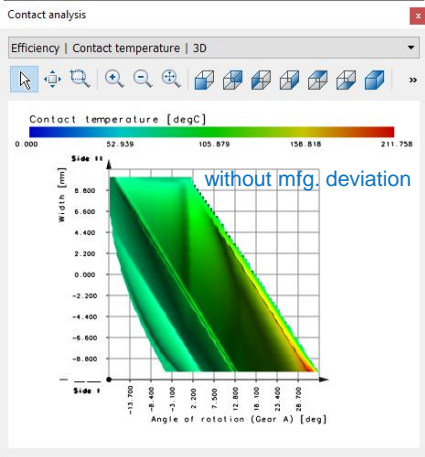 Contact analysis
x
Efficiency | Contact temperature | 3D
»
Contact temperature [degC]
0.000 52.939 105.879 158.818 211.758
degC
Side II
without mfg. deviation
Width [mm]
8.800
6.600
4.400
2.200
0.000
-2.200
-4.400
-6.600
-8.800
Side I
-13.700 -8.400 -3.100 2.200 7.500 12.800 18.100 23.400 28.700
Angle of rotation (Gear A) [deg]